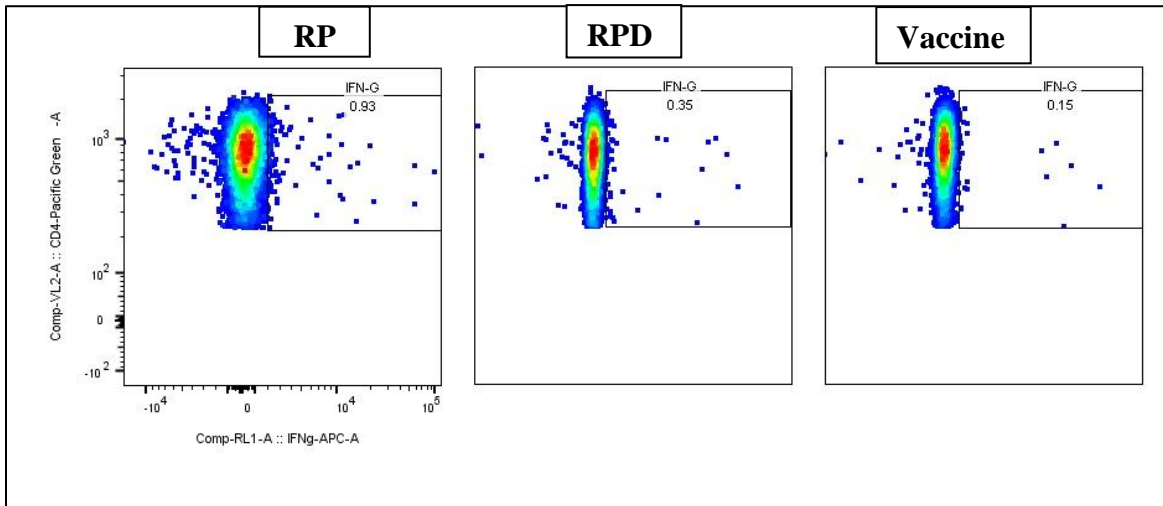 RP
RPD
Vaccine
IFN-G
0.93
IFN-G
0.35
IFN-G
0.15
Comp-VL2-A :: CD4-Pacific Green -A
10^3
10^2
0
-10^2
-10^4
0
10^4
10^5
Comp-RL1-A :: IFNg-APC-A